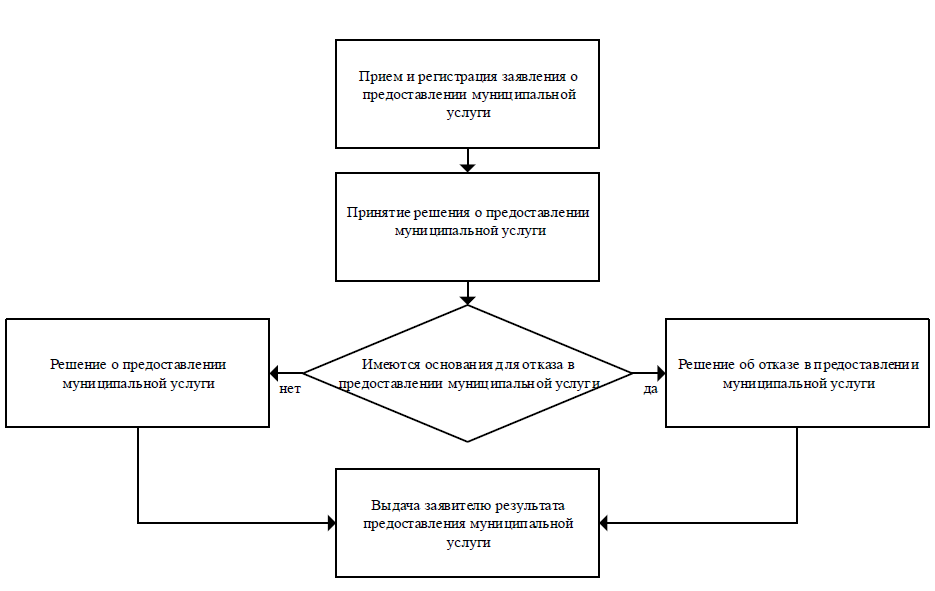 Прием и регистрация заявления о
предоставлении муниципальной
услуги
Принятие решения о предоставлении
муниципальной услуги
Решение о предоставлении
муниципальной услуги
нет
Имеются основания для отказа в
предоставлении муниципальной услуги
да
Решение об отказе в предоставлении
муниципальной услуги
Выдача заявителю результата
предоставления муниципальной
услуги